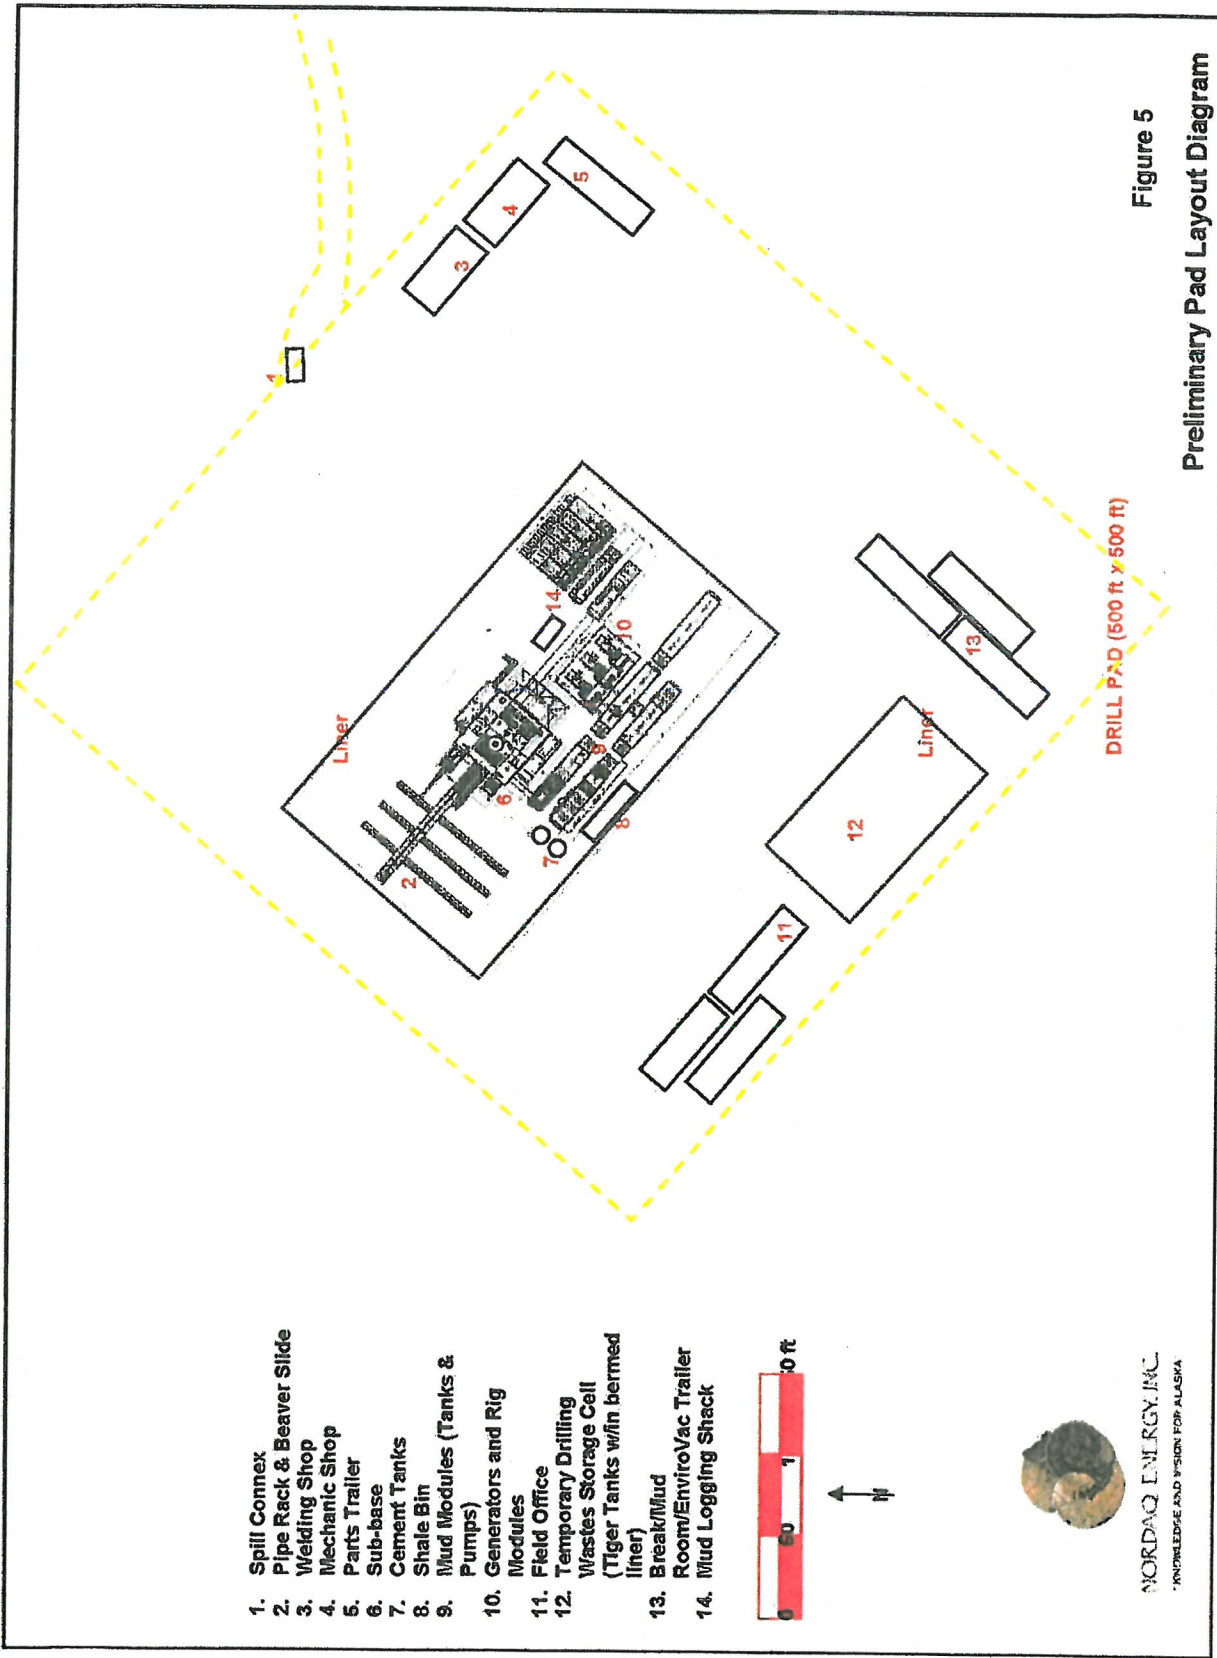 1. Spill Connex
2. Pipe Rack & Beaver Slide
3. Welding Shop
4. Mechanic Shop
5. Parts Trailer
6. Sub-base
7. Cement Tanks
8. Shale Bin
9. Mud Modules (Tanks &
Pumps)
10. Generators and Rig
Modules
11. Field Office
12. Temporary Drilling
Wastes Storage Cell
(Tiger Tanks w/in bermed
liner)
13. Break/Mud
Room/EnviroVac Trailer
14. Mud Logging Shack
0
50
1
0 ft
N
NORDAQ ENERGY, INC.
"KNOWLEDGE AND VISION FOR ALASKA
1
2
3
4
5
6
7
8
9
10
11
12
13
14
Liner
Liner
DRILL PAD (500 ft x 500 ft)
Figure 5
Preliminary Pad Layout Diagram